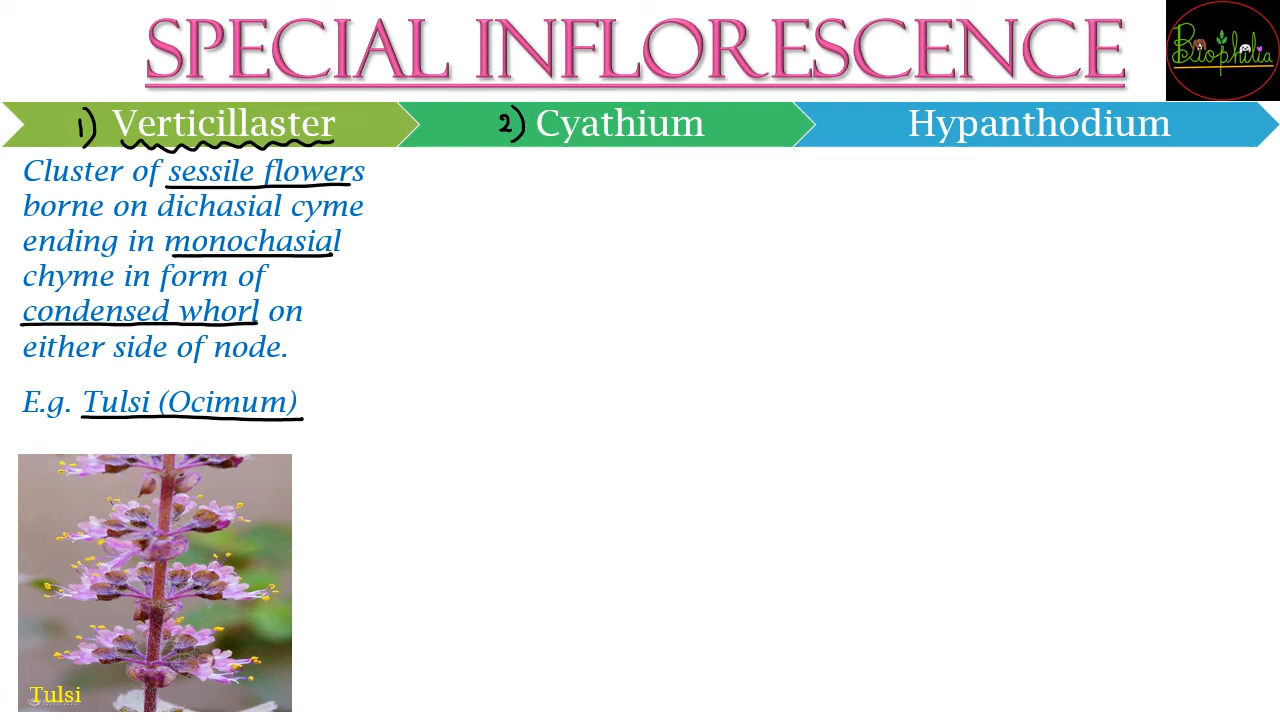 SPECIAL INFLORESCENCE
Biophilia
1) Verticillaster
2) Cyathium
Hypanthodium
Cluster of sessile flowers
borne on dichasial cyme
ending in monochasial
chyme in form of
condensed whorl on
either side of node.
E.g. Tulsi (Ocimum)
Tulsi